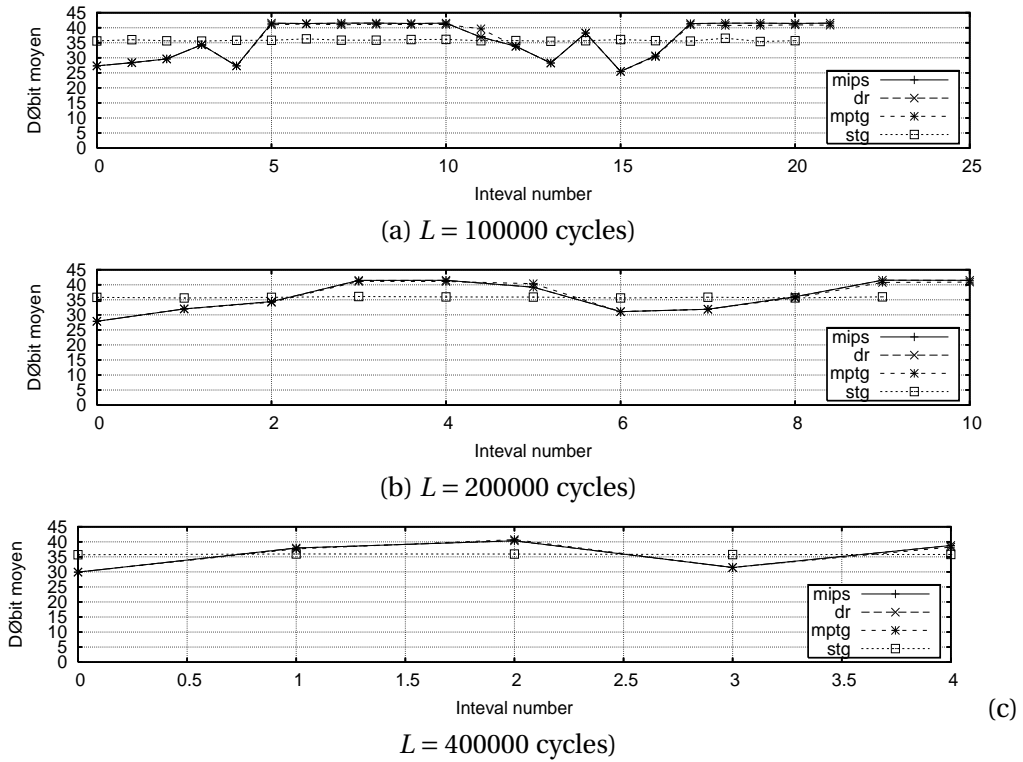 45
40
35
30
25
20
15
10
5
0
DØbit moyen
mips
dr
mptg
stg
0 5 10 15 20 25
Inteval number
(a) L = 100000 cycles)
45
40
35
30
25
20
15
10
5
0
DØbit moyen
mips
dr
mptg
stg
0 2 4 6 8 10
Inteval number
(b) L = 200000 cycles)
45
40
35
30
25
20
15
10
5
0
DØbit moyen
mips
dr
mptg
stg
0 0.5 1 1.5 2 2.5 3 3.5 4
Inteval number
(c)
L = 400000 cycles)